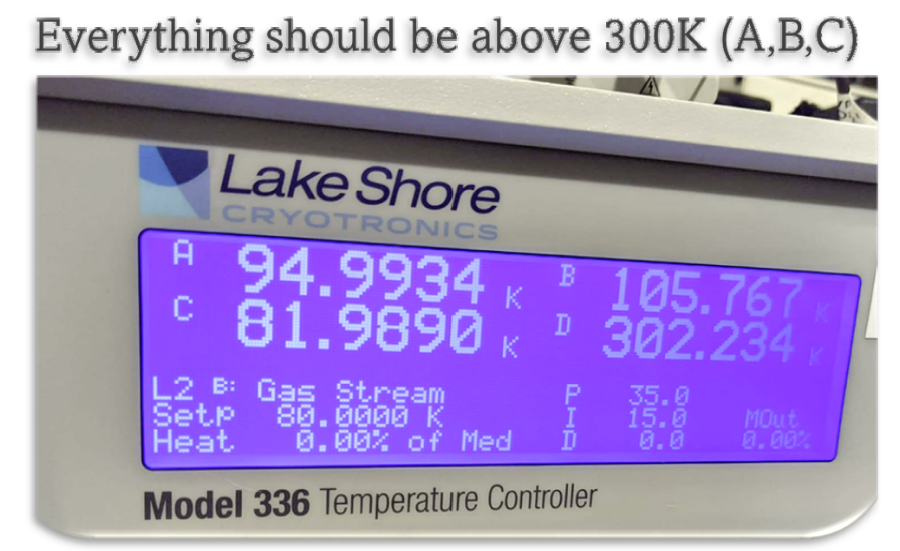 Everything should be above 300K (A,B,C)
Lake Shore
CRYOTRONICS
A 94.9934 K B 105.767 K
C 81.9890 K D 302.234 K
L2 B: Gas Stream P 35.0
Setp 80.0000 K I 15.0 MOut
Heat 0.00% of Med D 0.0 0.00%
Model 336 Temperature Controller